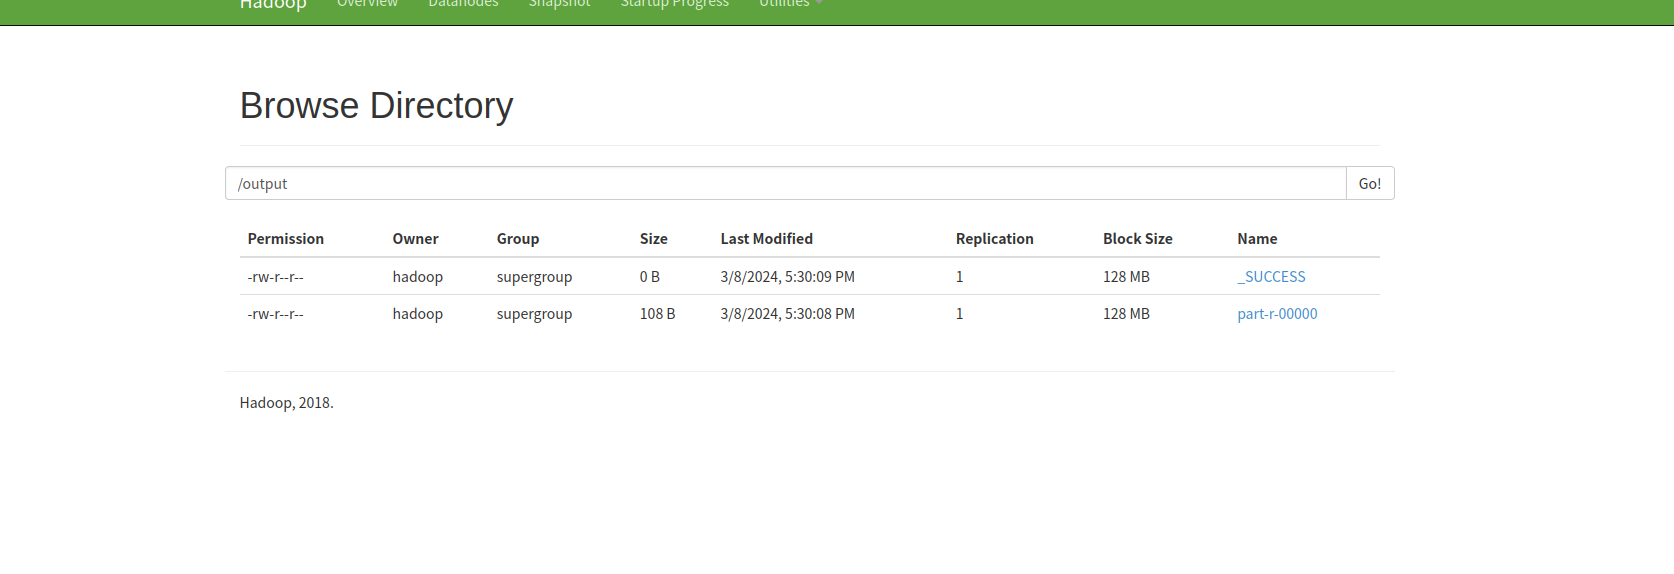 Hadoop Overview Datanodes Snapshot Startup Progress Utilities
Browse Directory
/output Go!
Permission Owner Group Size Last Modified Replication Block Size Name
-rw-r--r-- hadoop supergroup 0 B 3/8/2024, 5:30:09 PM 1 128 MB _SUCCESS
-rw-r--r-- hadoop supergroup 108 B 3/8/2024, 5:30:08 PM 1 128 MB part-r-00000
Hadoop, 2018.